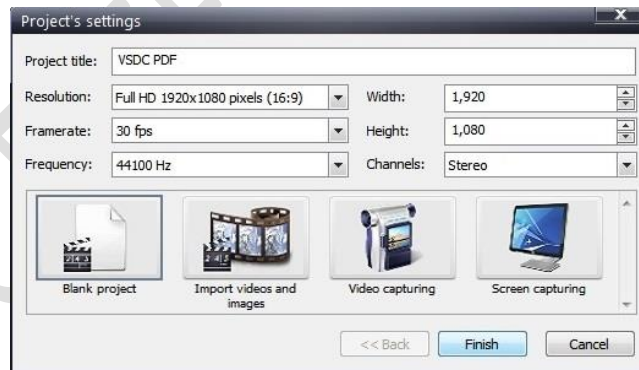 Project's settings
Project title: VSDC PDF
Resolution: Full HD 1920x1080 pixels (16:9) Width: 1,920
Framerate: 30 fps Height: 1,080
Frequency: 44100 Hz Channels: Stereo
Blank project Import videos and images Video capturing Screen capturing
<< Back Finish Cancel